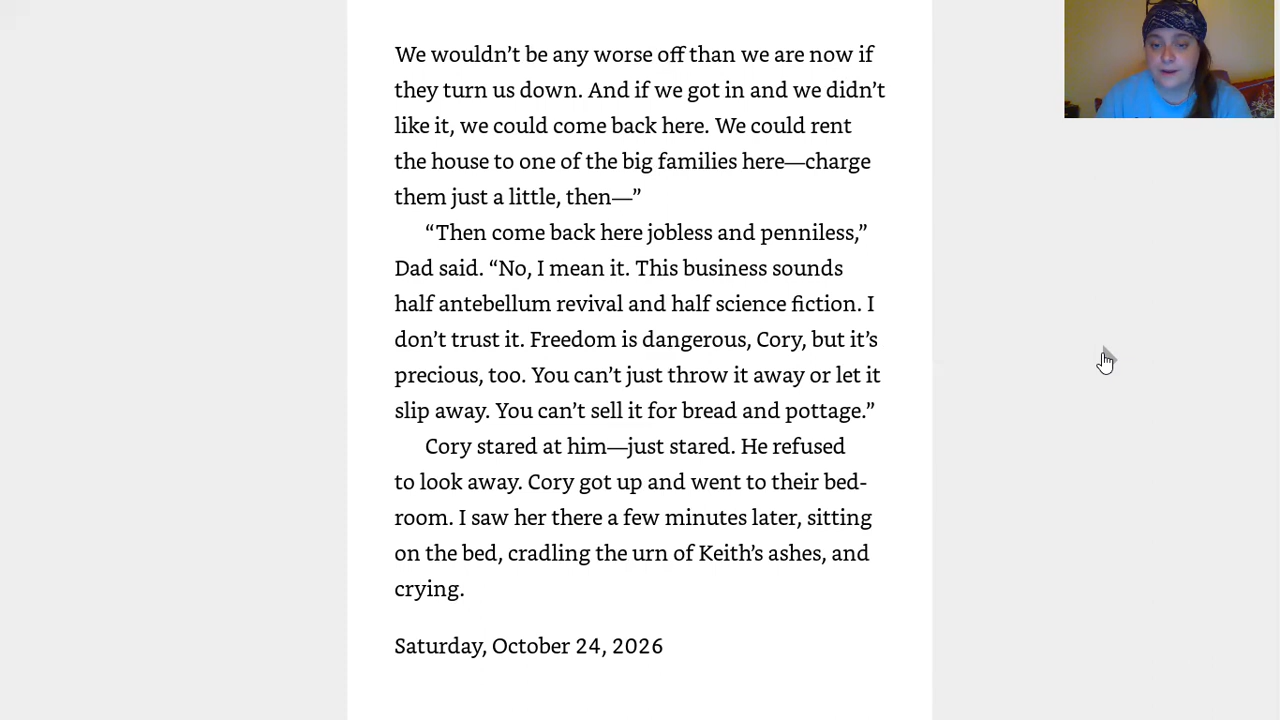 We wouldn’t be any worse off than we are now if
they turn us down. And if we got in and we didn’t
like it, we could come back here. We could rent
the house to one of the big families here—charge
them just a little, then—”
“Then come back here jobless and penniless,”
Dad said. “No, I mean it. This business sounds
half antebellum revival and half science fiction. I
don’t trust it. Freedom is dangerous, Cory, but it’s
precious, too. You can’t just throw it away or let it
slip away. You can’t sell it for bread and pottage.”
Cory stared at him—just stared. He refused
to look away. Cory got up and went to their bed-
room. I saw her there a few minutes later, sitting
on the bed, cradling the urn of Keith’s ashes, and
crying.
Saturday, October 24, 2026